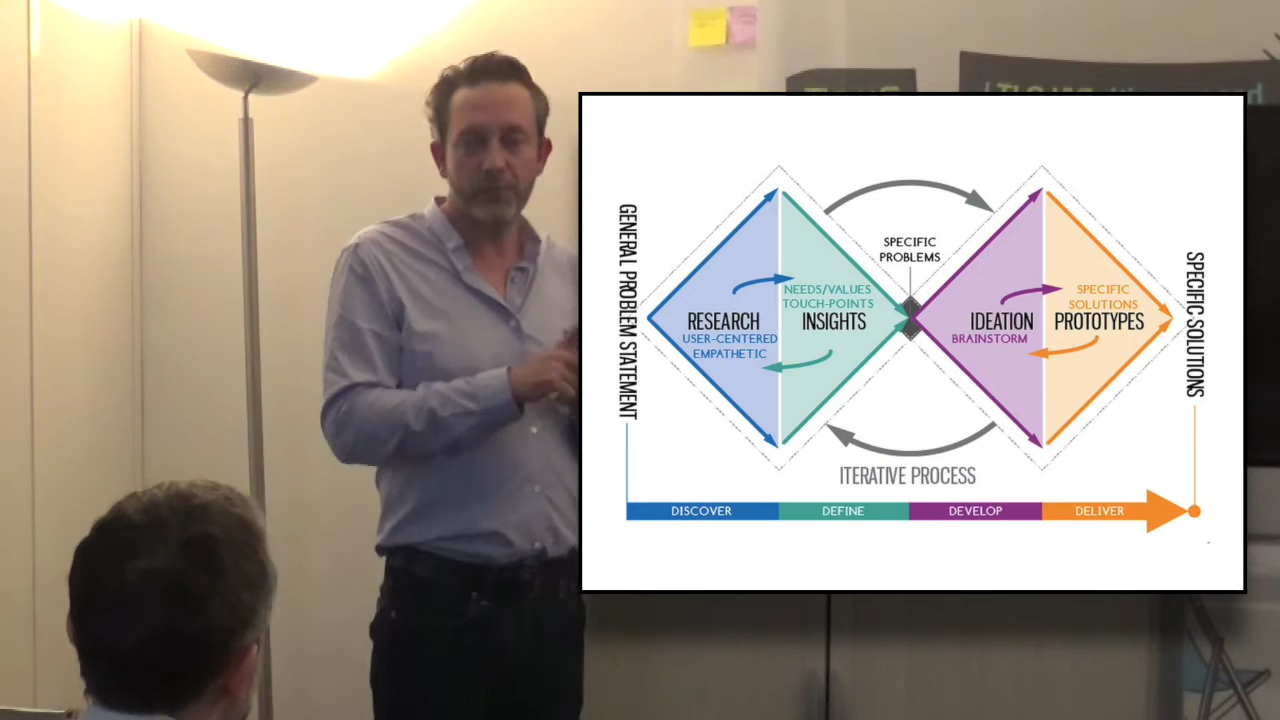 GENERAL PROBLEM STATEMENT
SPECIFIC
PROBLEMS
NEEDS/VALUES
TOUCH-POINTS
RESEARCH
INSIGHTS
USER-CENTERED
EMPATHETIC
SPECIFIC
SOLUTIONS
IDEATION
PROTOTYPES
BRAINSTORM
SPECIFIC SOLUTIONS
ITERATIVE PROCESS
DISCOVER
DEFINE
DEVELOP
DELIVER